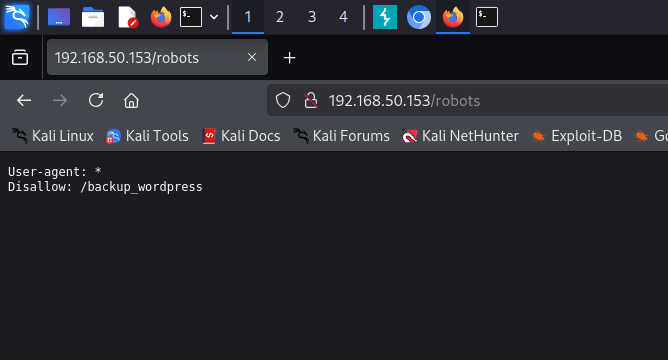 1 2 3 4
192.168.50.153/robots
192.168.50.153/robots
Kali Linux Kali Tools Kali Docs Kali Forums Kali NetHunter Exploit-DB
User-agent: *
Disallow: /backup_wordpress